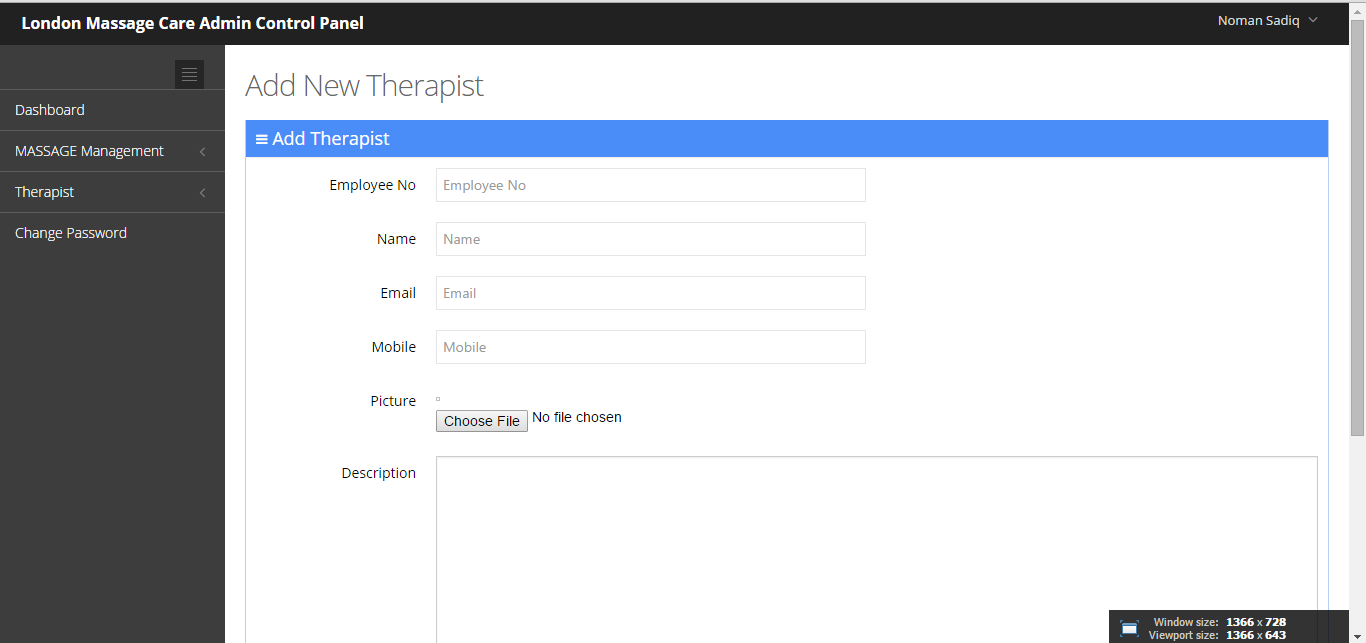 London Massage Care Admin Control Panel
Noman Sadiq
Dashboard
MASSAGE Management
Therapist
Change Password
Add New Therapist
Add Therapist
Employee No
Employee No
Name
Name
Email
Email
Mobile
Mobile
Picture
Choose File No file chosen
Description
Window size: 1366 x 728
Viewport size: 1366 x 643